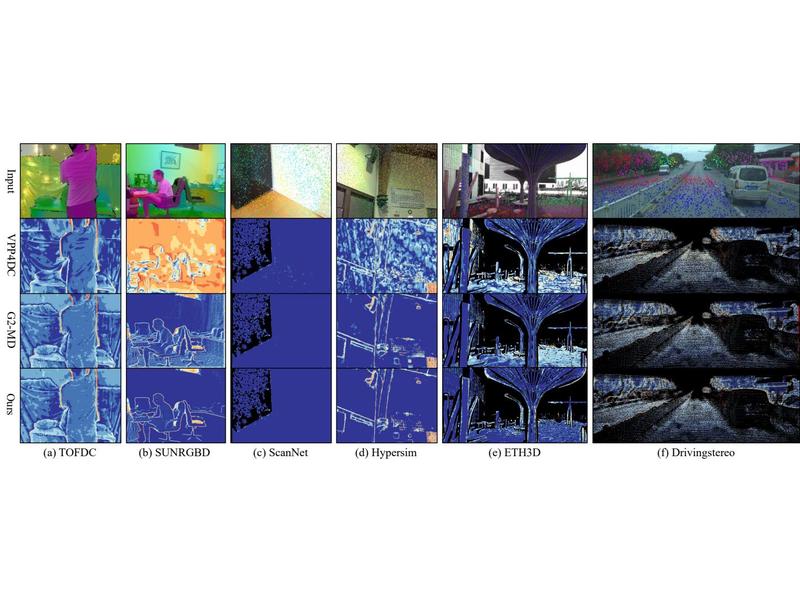 Input
VPP4DC
G2-MD
Ours
(a) TOFDC
(b) SUNRGBD
(c) ScanNet
(d) Hypersim
(e) ETH3D
(f) Drivingstereo